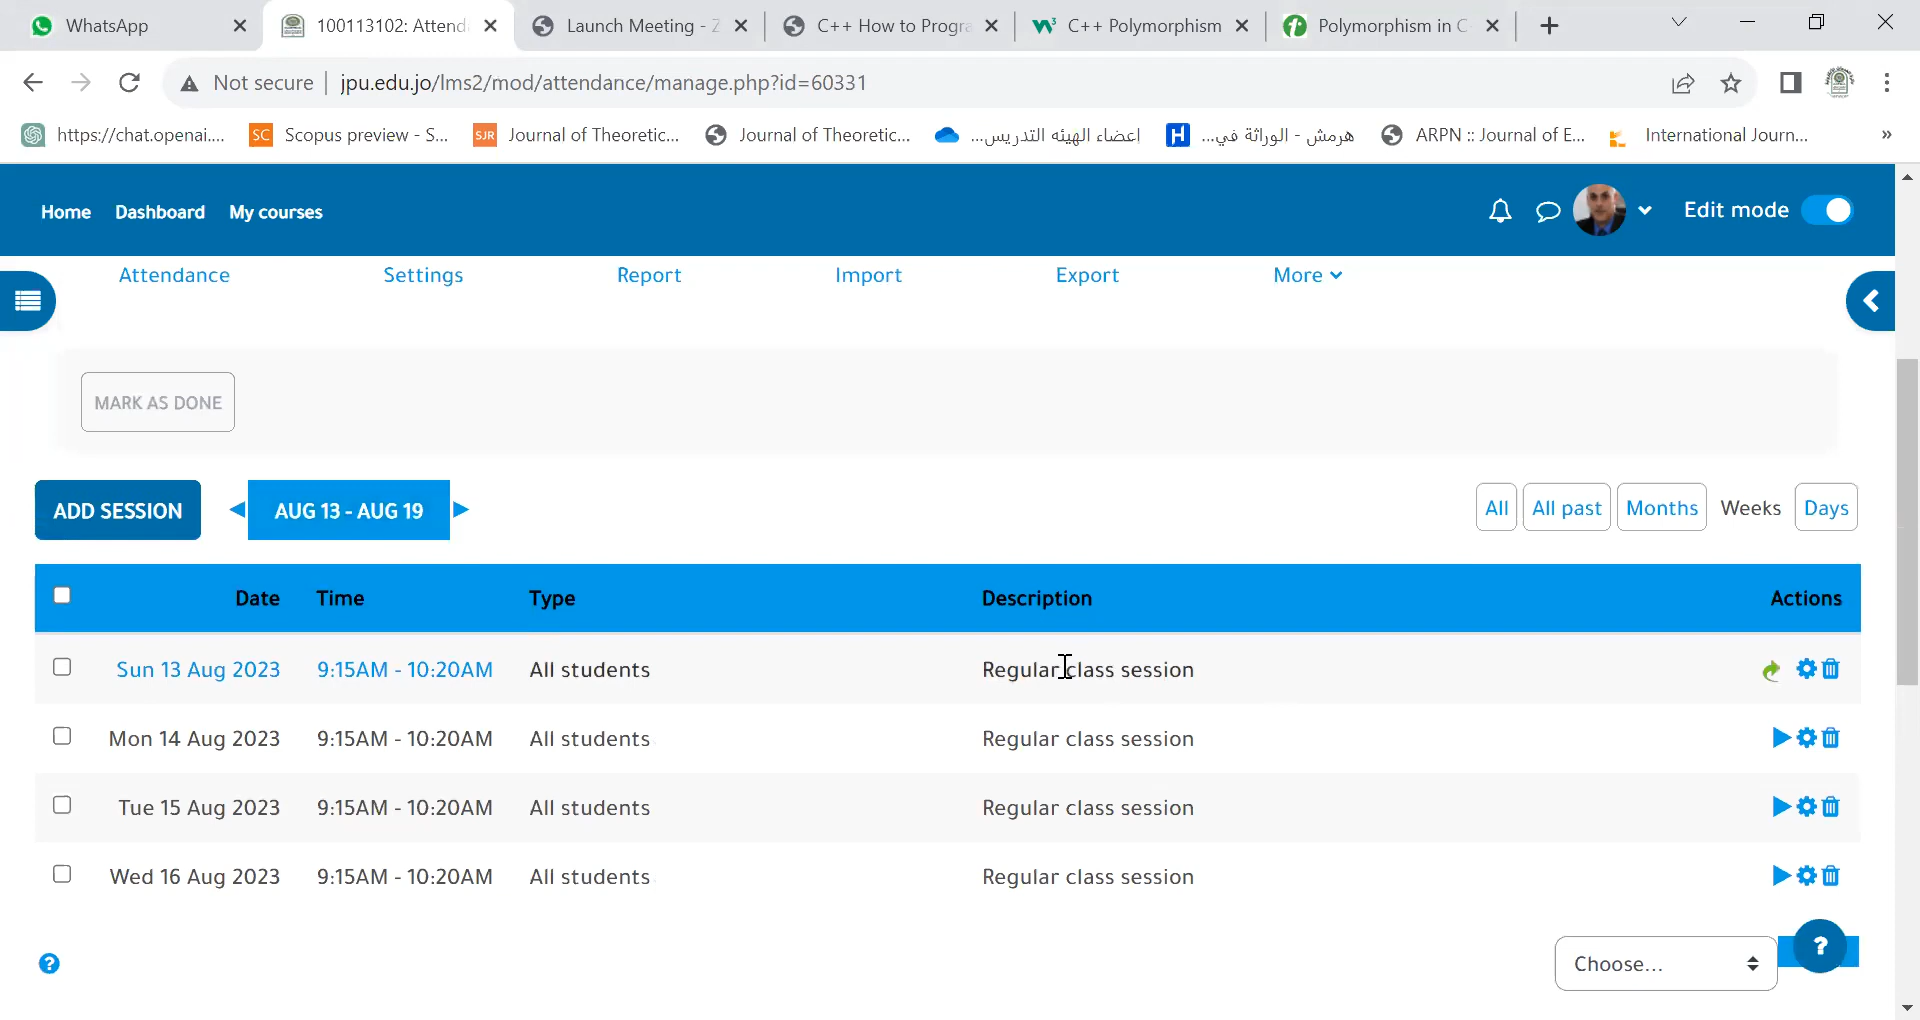 WhatsApp
100113102: Attend
Launch Meeting - Z
C++ How to Progra
C++ Polymorphism
Polymorphism in C
Not secure
jpu.edu.jo/lms2/mod/attendance/manage.php?id=60331
https://chat.openai....
SC Scopus preview - S...
SJR Journal of Theoretic...
Journal of Theoretic...
اعضاء الهيئه التدريس...
H هرمش - الوراثة في...
ARPN :: Journal of E...
International Journ...
»
Home Dashboard My courses
Edit mode
Attendance Settings Report Import Export More
MARK AS DONE
ADD SESSION
AUG 13 - AUG 19
All All past Months Weeks Days
Date Time Type Description Actions
Sun 13 Aug 2023 9:15AM - 10:20AM All students Regular class session
Mon 14 Aug 2023 9:15AM - 10:20AM All students Regular class session
Tue 15 Aug 2023 9:15AM - 10:20AM All students Regular class session
Wed 16 Aug 2023 9:15AM - 10:20AM All students Regular class session
?
Choose...
?